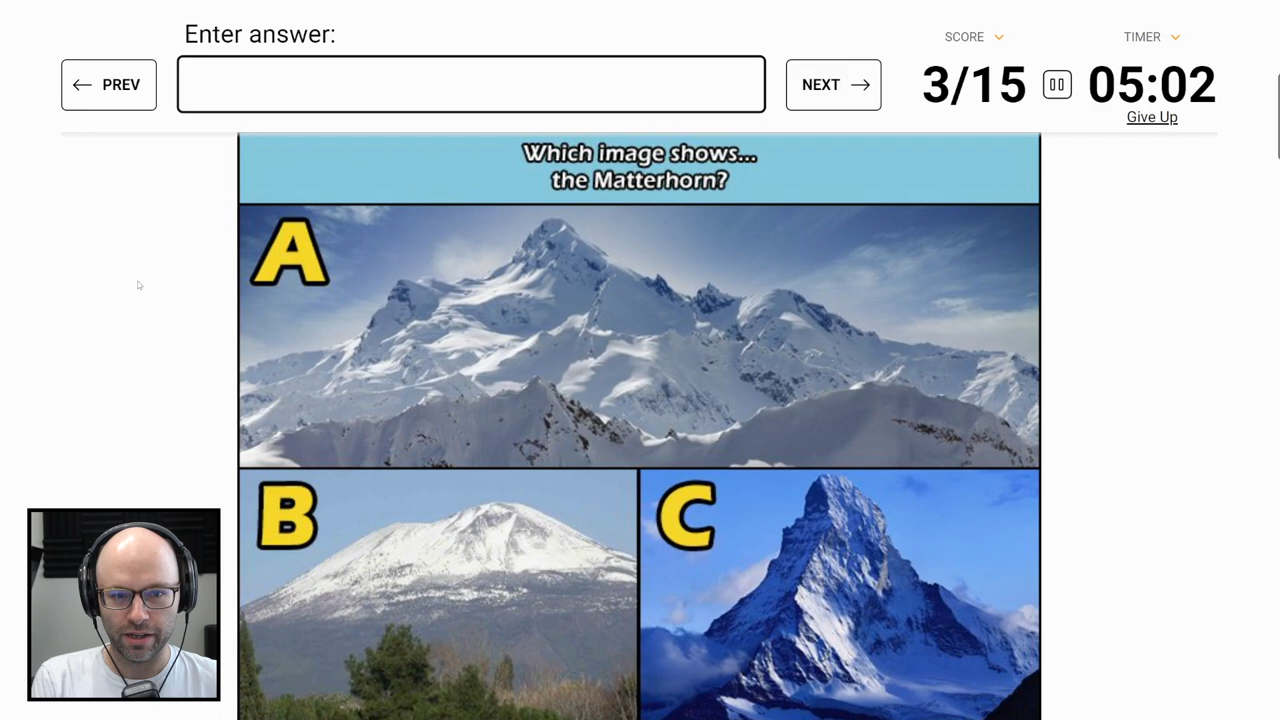 Enter answer:
SCORE
TIMER
PREV
NEXT
3/15
05:02
Give Up
Which image shows...
the Matterhorn?
A
B
C